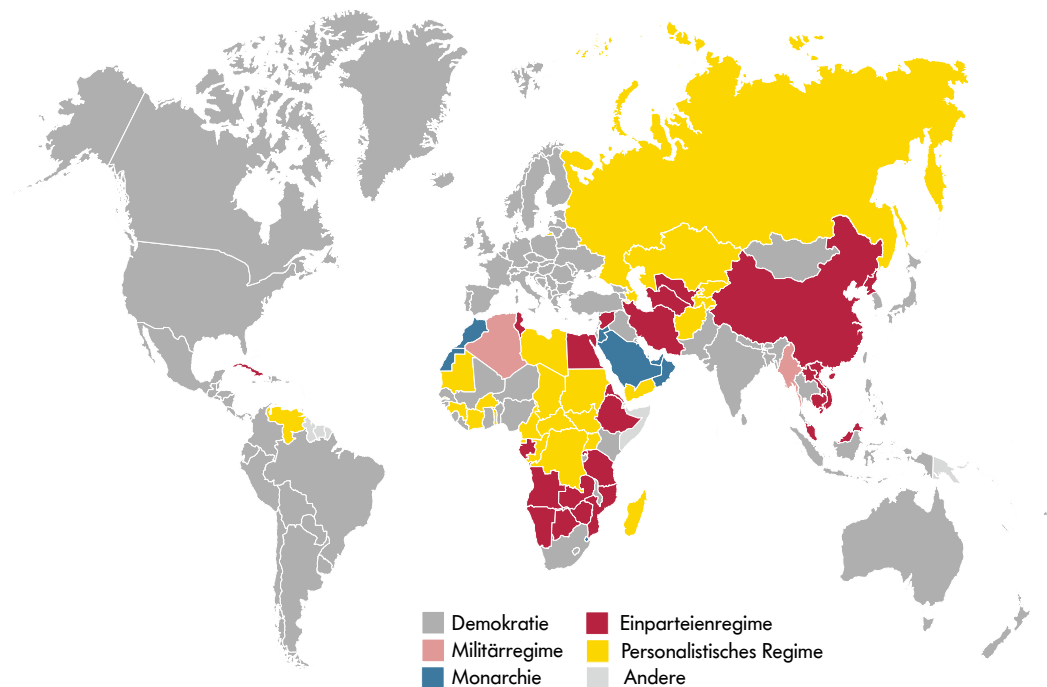 Demokratie
Militärregime
Monarchie
Einparteienregime
Personalistisches Regime
Andere